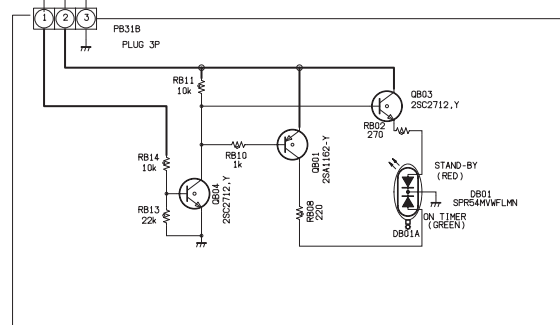 1 2 3
PB31B
PLUG 3P
RB11
10k
QB03
2SC2712,Y
RB02
270
RB10
1k
QB01
2SA1162-Y
RB14
10k
QB04
2SC2712,Y
RB13
22k
RB08
220
STAND-BY
(RED)
DB01
SPR54MVWFLMN
ON TIMER
(GREEN)
DB01A